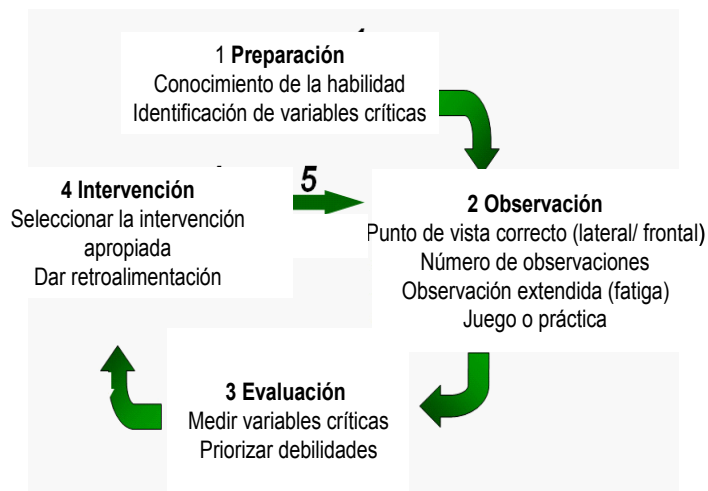 1 Preparación
Conocimiento de la habilidad
Identificación de variables críticas
4 Intervención
Seleccionar la intervención
apropiada
Dar retroalimentación
5
2 Observación
Punto de vista correcto (lateral/ frontal)
Número de observaciones
Observación extendida (fatiga)
Juego o práctica
3 Evaluación
Medir variables críticas
Priorizar debilidades